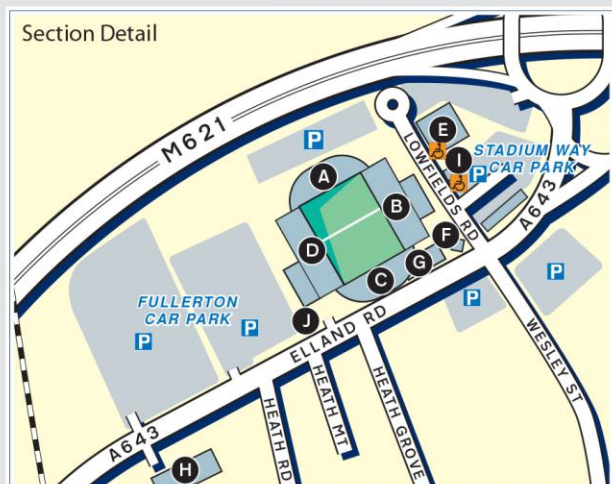 Section Detail
M621
P
A
E
I
STADIUM WAY
CAR PARK
P
LOWFIELDS RD
B
A643
D
F
G
C
FULLERTON
CAR PARK
P
P
J
ELLAND RD
P
P
WESLEY ST
HEATH RD
HEATH MT
HEATH GROVE
A643
H